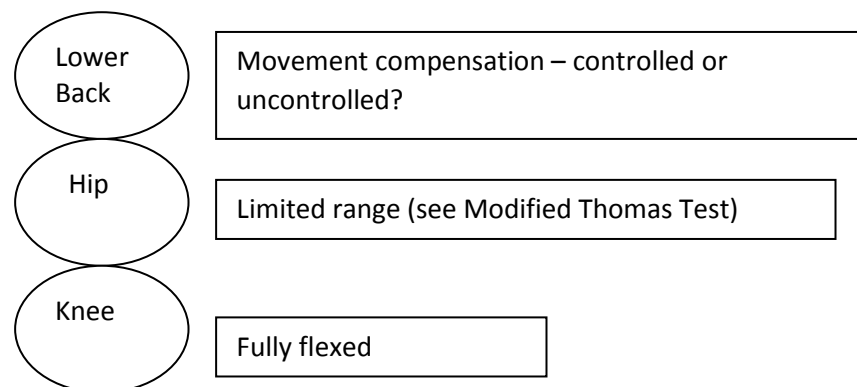 Lower
Back
Movement compensation – controlled or
uncontrolled?
Hip
Limited range (see Modified Thomas Test)
Knee
Fully flexed